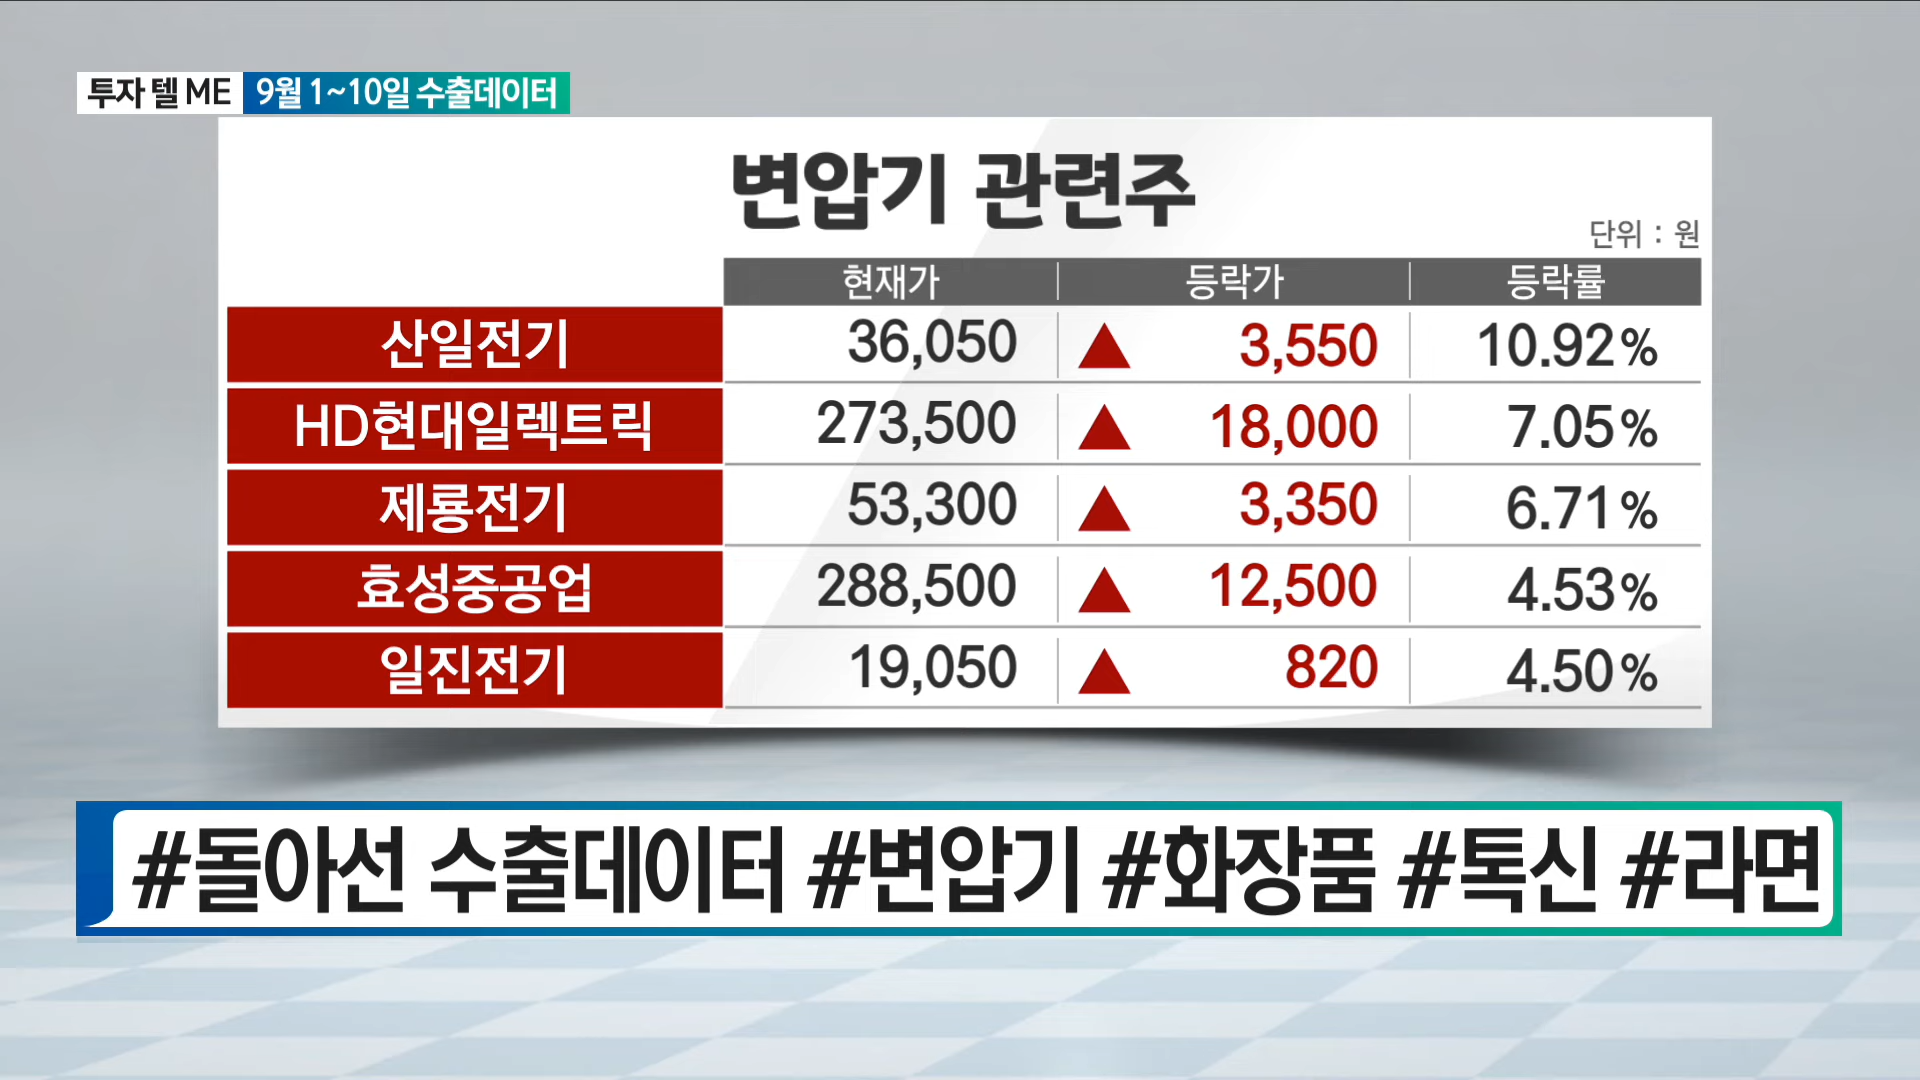 투자 텔 ME 9월 1~10일 수출데이터
변압기 관련주
단위 : 원
현재가 등락가 등락률
산일전기 36,050 ▲ 3,550 10.92%
HD현대일렉트릭 273,500 ▲ 18,000 7.05%
제룡전기 53,300 ▲ 3,350 6.71%
효성중공업 288,500 ▲ 12,500 4.53%
일진전기 19,050 ▲ 820 4.50%
#돌아선 수출데이터 #변압기 #화장품 #톡신 #라면